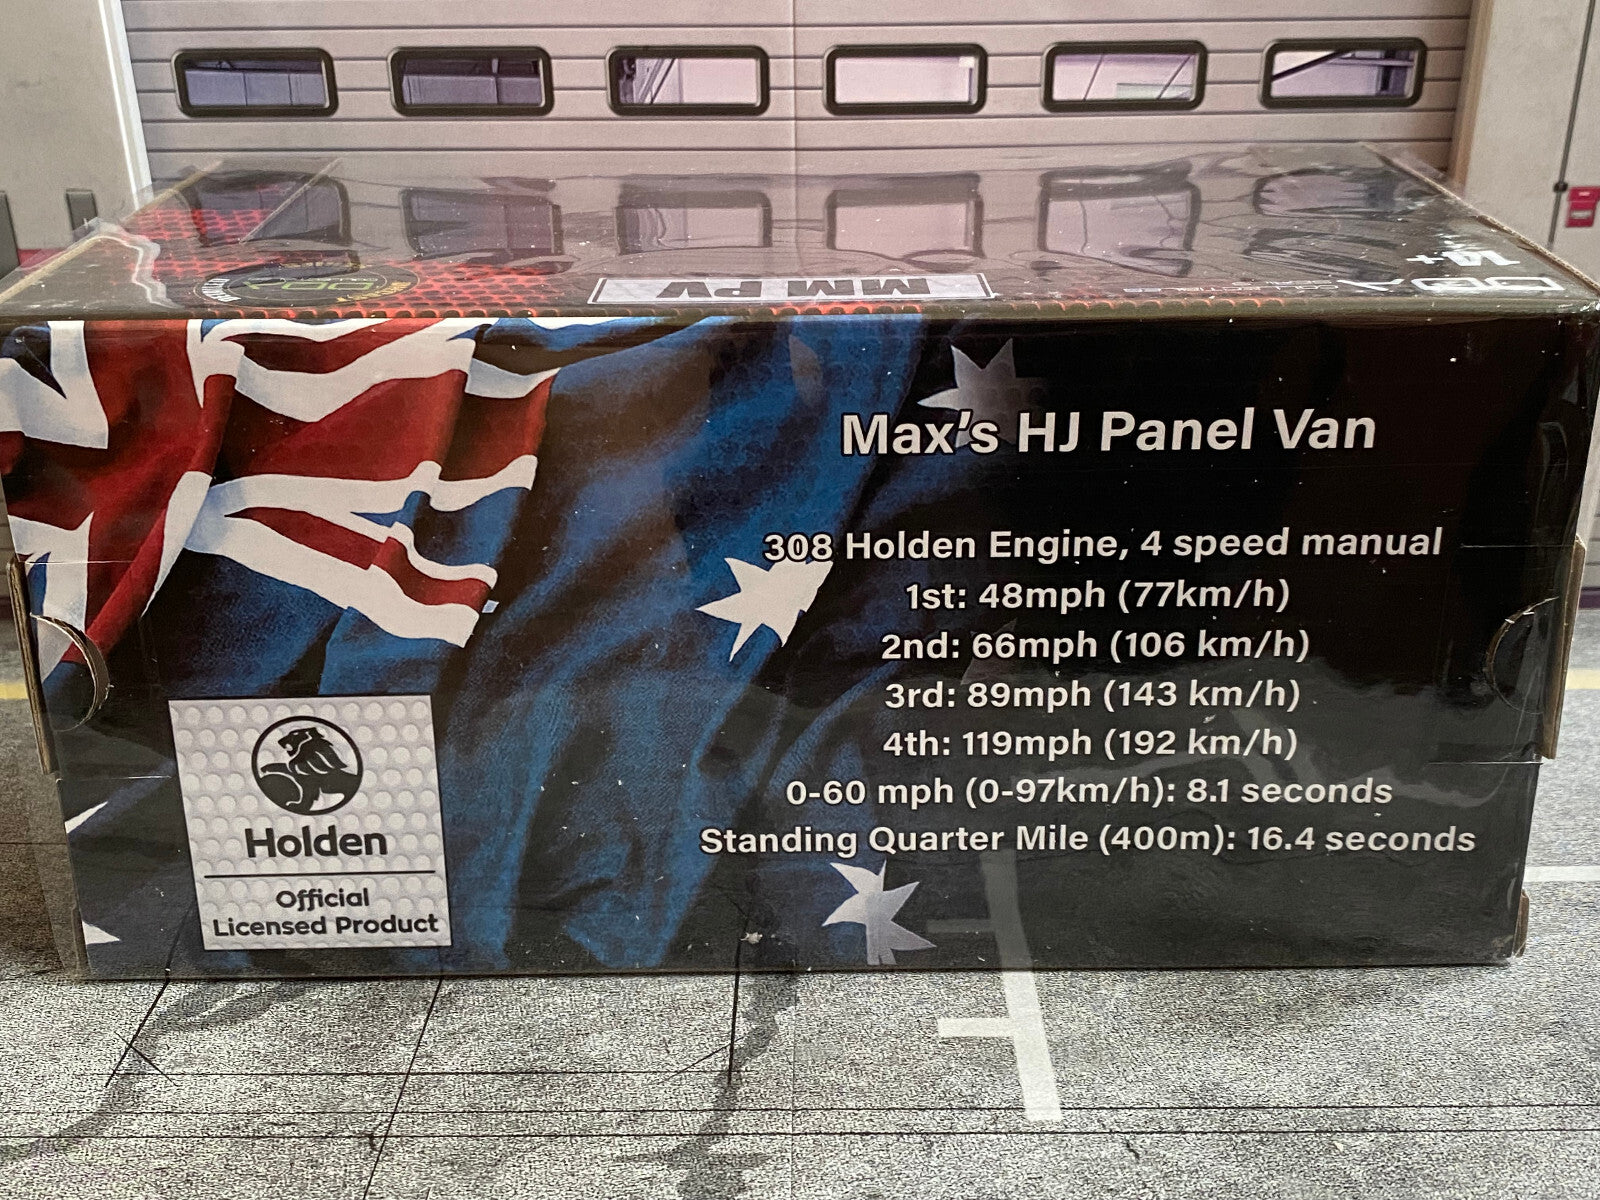 MM PV
14+
DDA
Max's HJ Panel Van
308 Holden Engine, 4 speed manual
1st: 48mph (77km/h)
2nd: 66mph (106 km/h)
3rd: 89mph (143 km/h)
4th: 119mph (192 km/h)
0-60 mph (0-97km/h): 8.1 seconds
Standing Quarter Mile (400m): 16.4 seconds
Holden
Official
Licensed Product